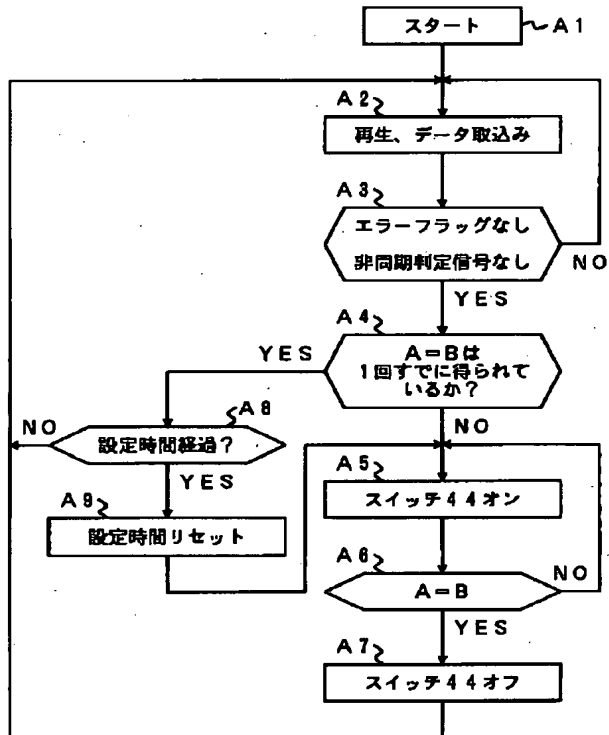 スタート
A1
A2
再生、データ取込み
A3
エラーフラッグなし
非同期判定信号なし
NO
YES
A4
A=Bは
1回すでに得られて
いるか?
YES
NO
A8
設定時間経過?
NO
YES
A9
設定時間リセット
A5
スイッチ44オン
A6
A=B
NO
YES
A7
スイッチ44オフ